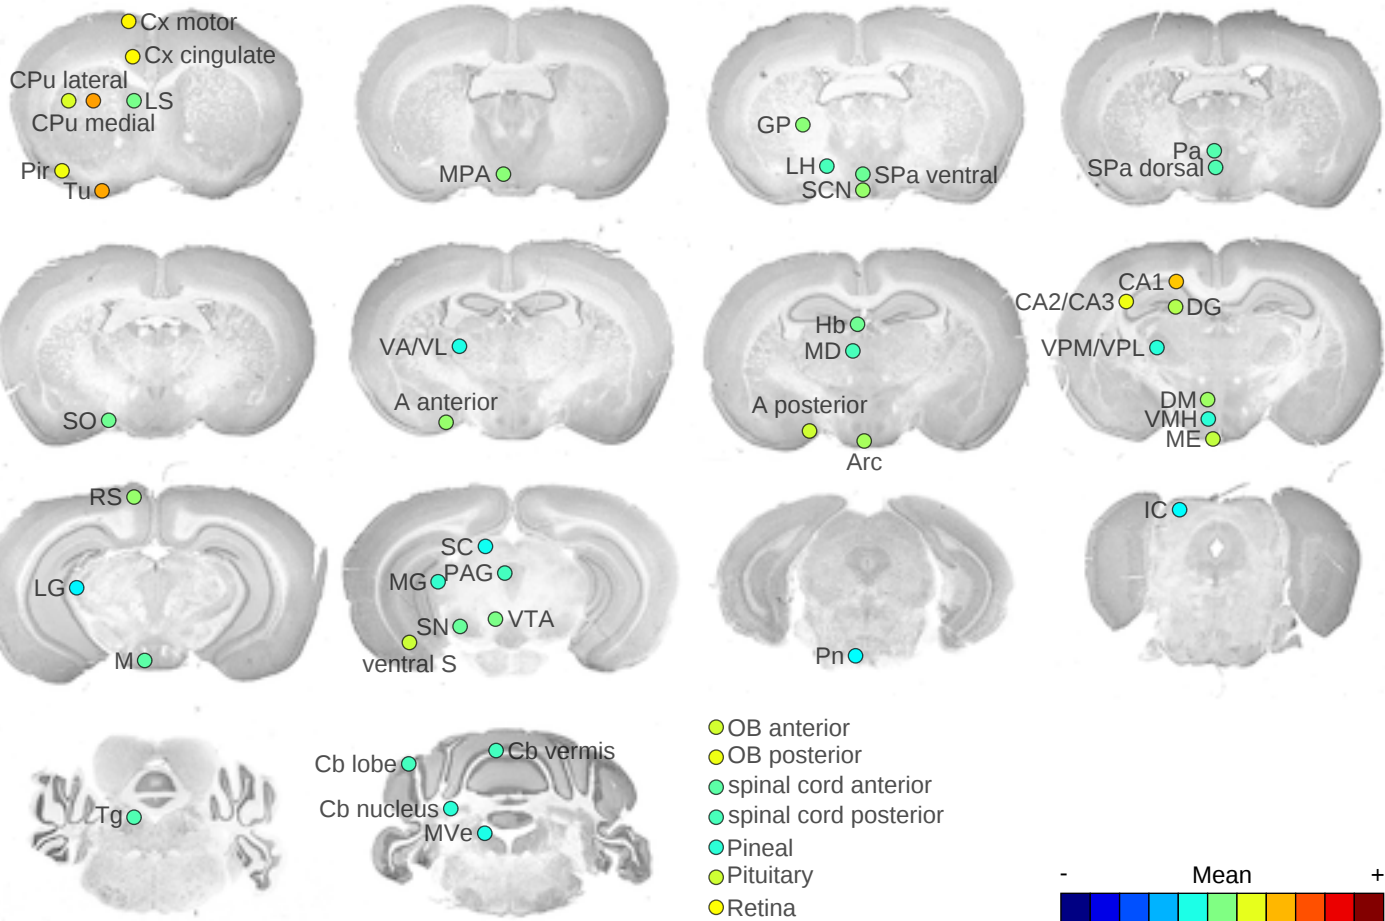 Cx motor
Cx cingulate
CPu lateral
LS
CPu medial
Pir
Tu
MPA
GP
LH
SPa ventral
SCN
Pa
SPa dorsal
SO
VA/VL
A anterior
Hb
MD
A posterior
Arc
CA1
CA2/CA3
DG
VPM/VPL
DM
VMH
ME
RS
LG
M
SC
MG
PAG
SN
VTA
ventral S
Pn
IC
Tg
Cb lobe
Cb vermis
Cb nucleus
MVe
OB anterior
OB posterior
spinal cord anterior
spinal cord posterior
Pineal
Pituitary
Retina
- Mean +